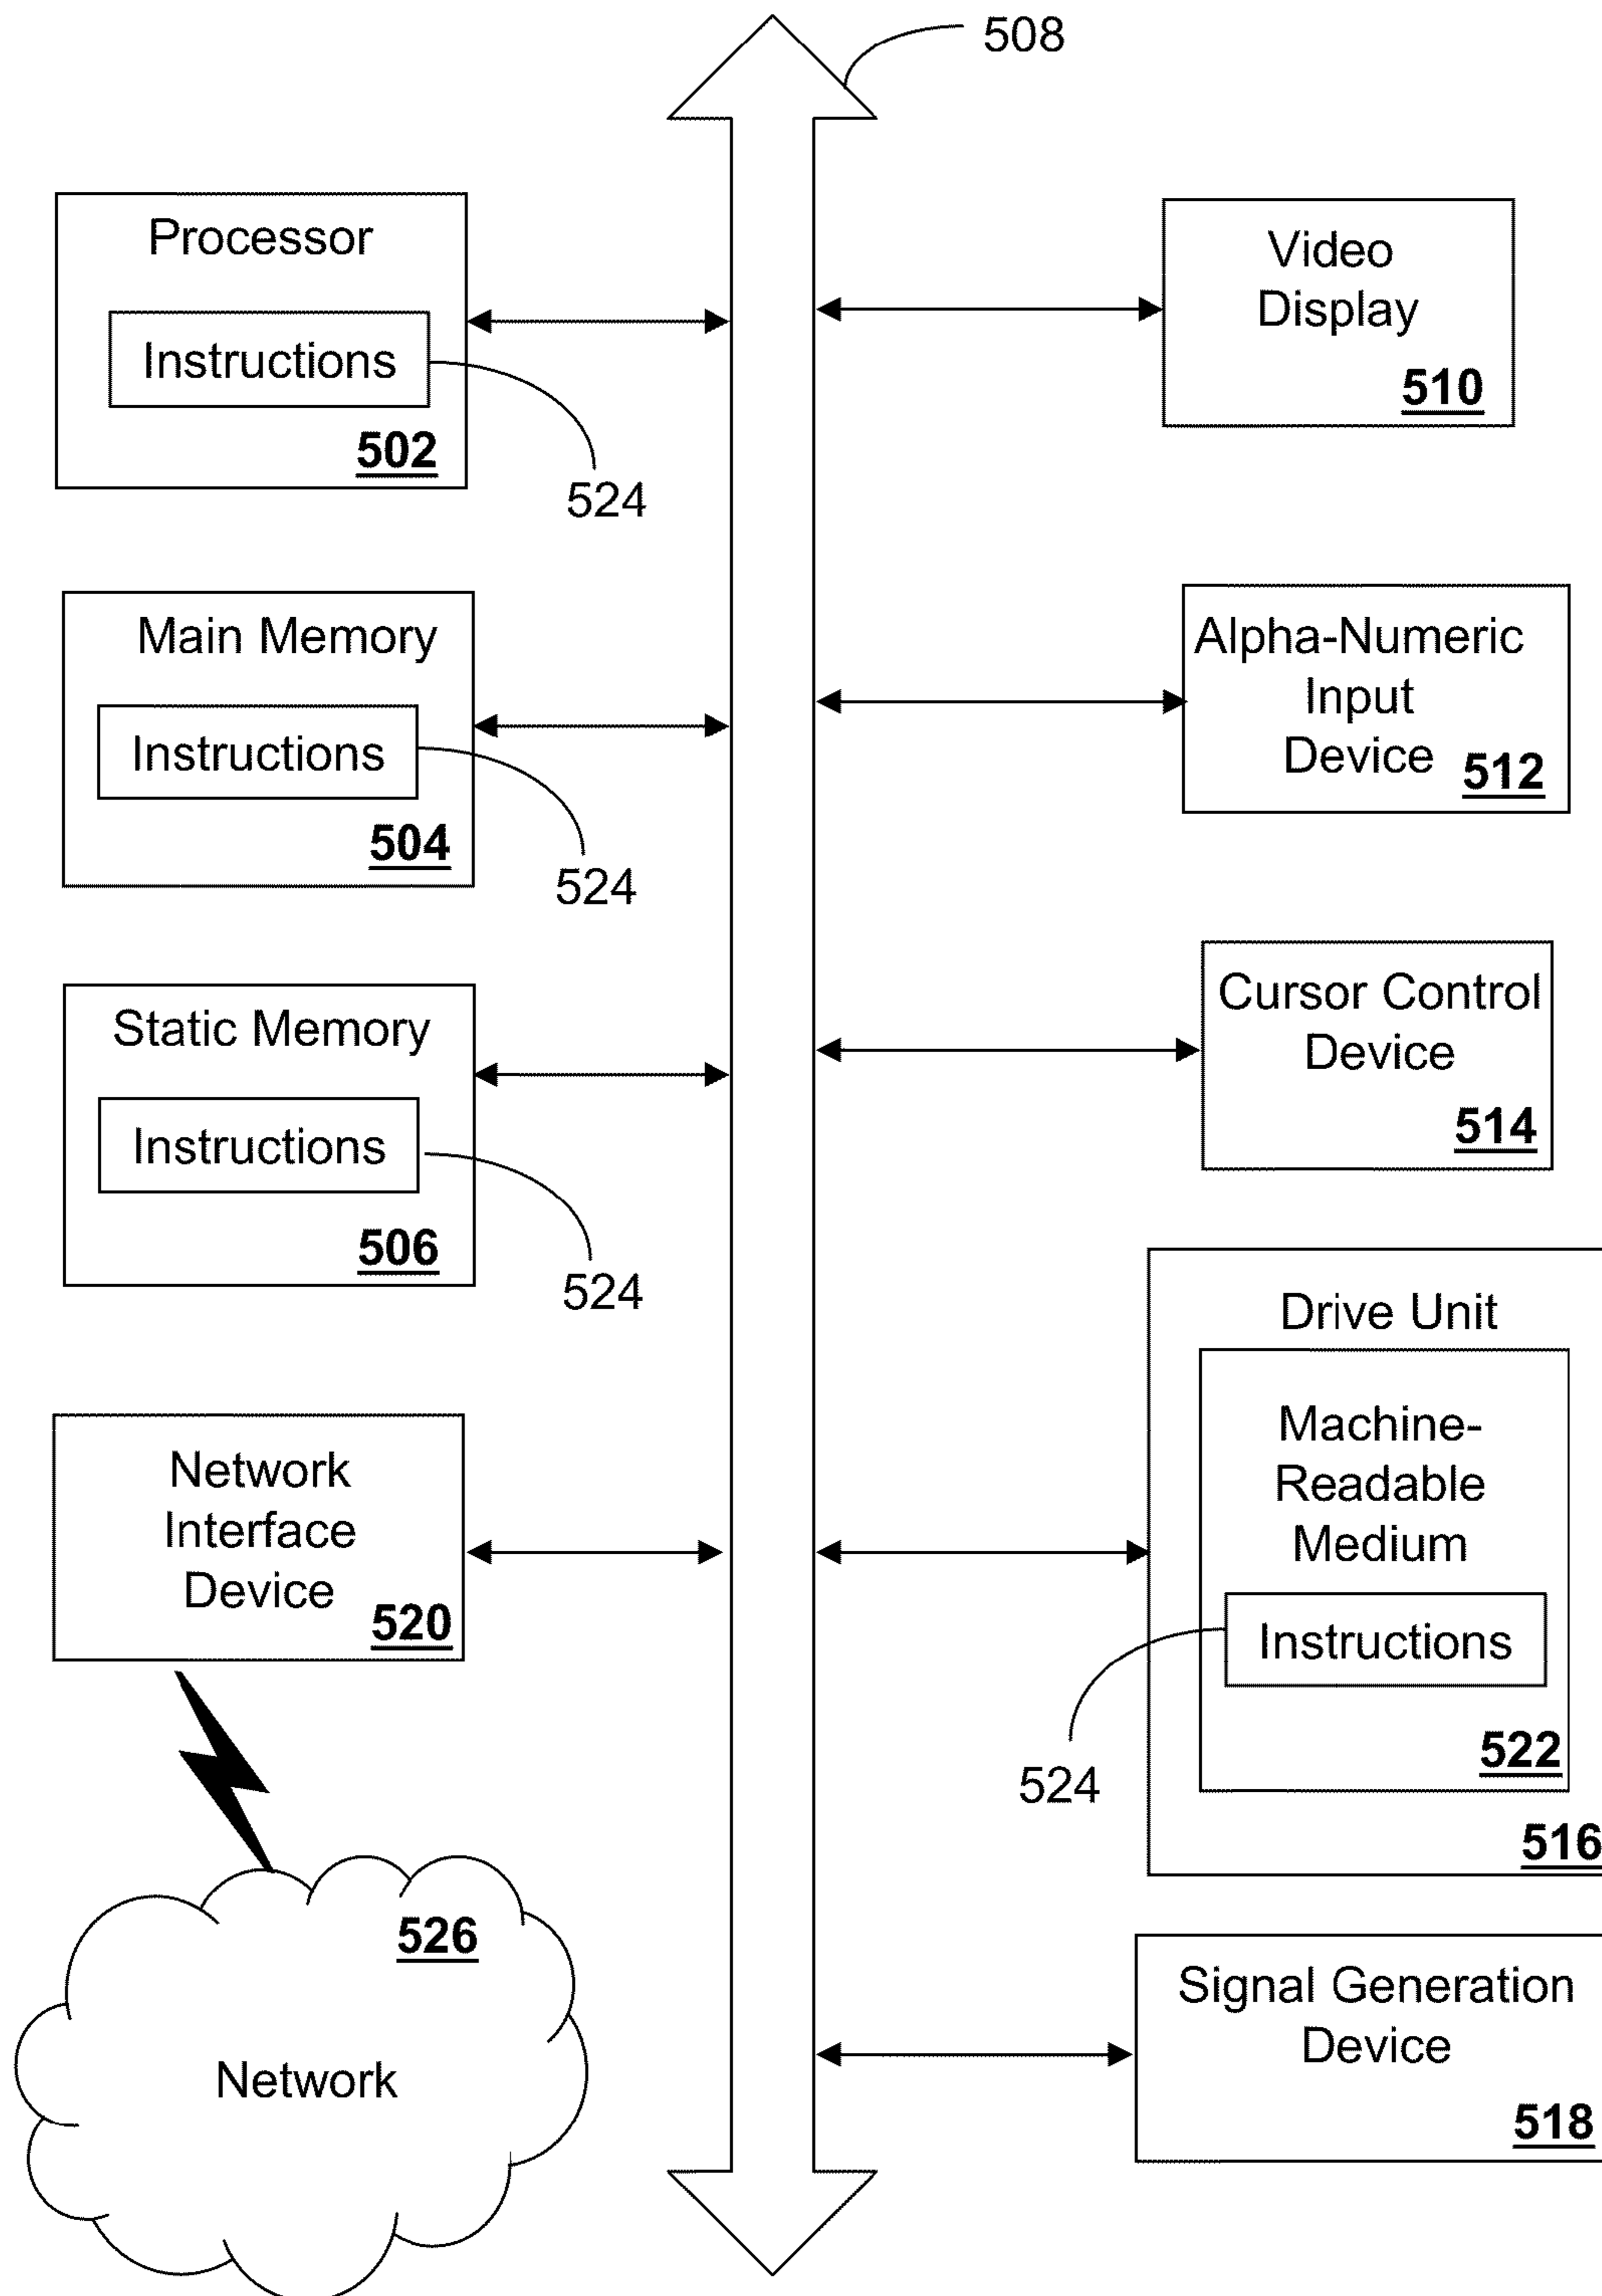 508
Processor
Instructions
502
524
Main Memory
Instructions
504
524
Static Memory
Instructions
506
524
Network
Interface
Device
520
526
Network
Video
Display
510
Alpha-Numeric
Input
Device
512
Cursor Control
Device
514
Drive Unit
Machine-
Readable
Medium
Instructions
524
522
516
Signal Generation
Device
518